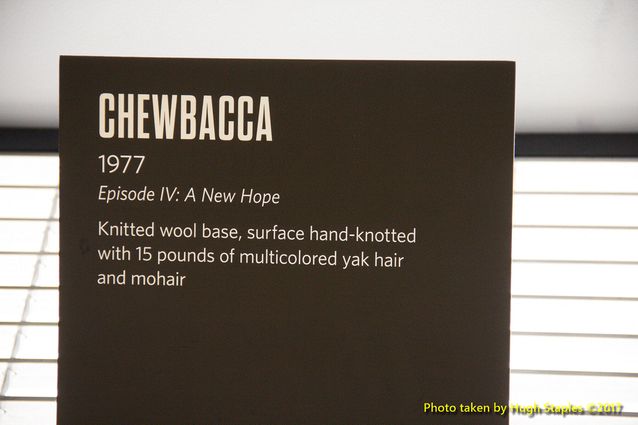 CHEWBACCA
1977
Episode IV: A New Hope
Knitted wool base, surface hand-knotted
with 15 pounds of multicolored yak hair
and mohair
Photo taken by Hugh Staples ©2017